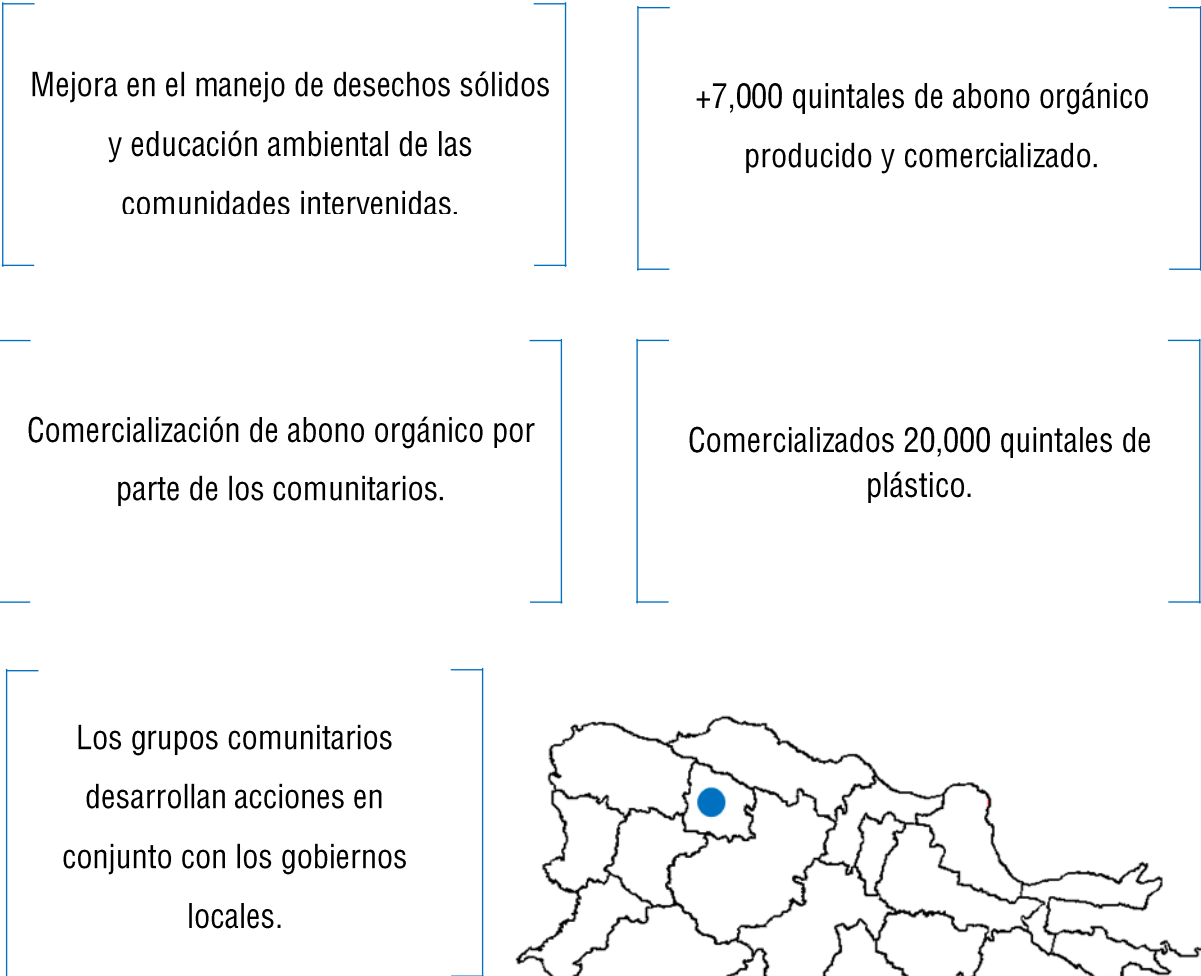 Mejora en el manejo de desechos sólidos
y educación ambiental de las
comunidades intervenidas.
+7,000 quintales de abono orgánico
producido y comercializado.
Comercialización de abono orgánico por
parte de los comunitarios.
Comercializados 20,000 quintales de
plástico.
Los grupos comunitarios
desarrollan acciones en
conjunto con los gobiernos
locales.